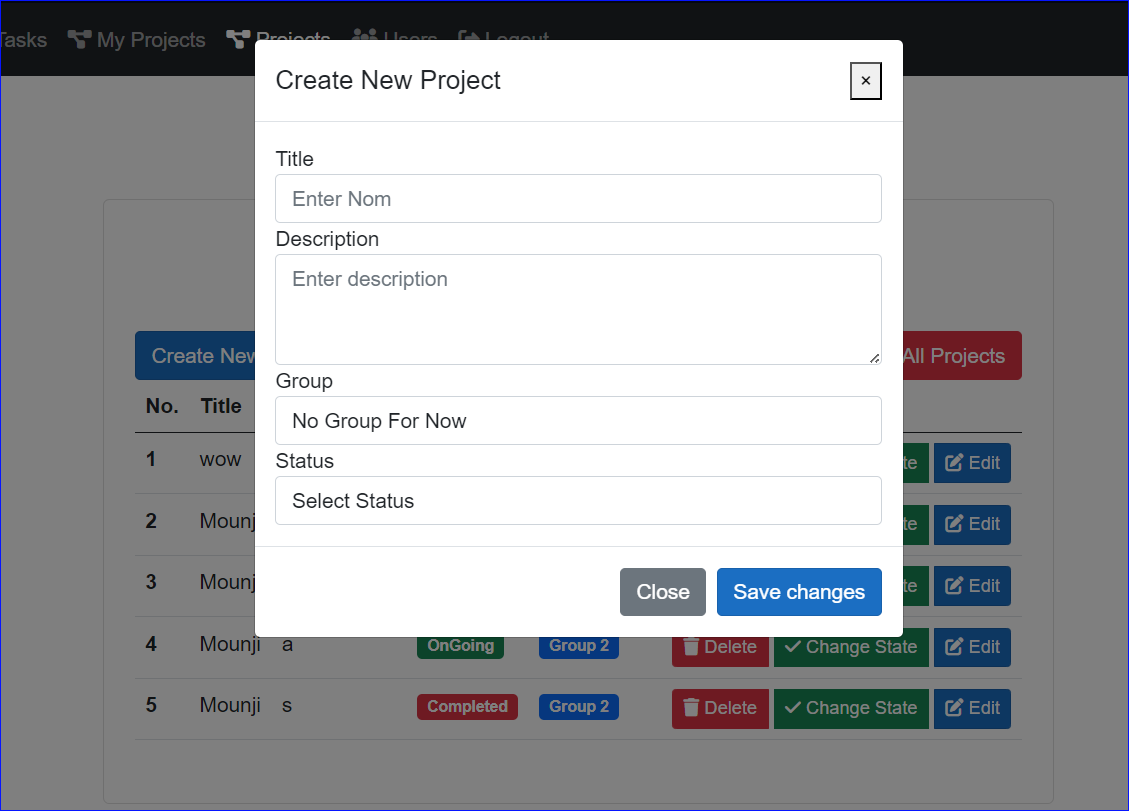 Tasks My Projects Projects Users Logout
Create New Project ×
Title
Enter Nom
Description
Enter description
Group
No Group For Now
Status
Select Status
Close Save changes
Create New All Projects
No. Title
1 wow te Edit
2 Mounji te Edit
3 Mounji te Edit
4 Mounji a OnGoing Group 2 Delete Change State Edit
5 Mounji s Completed Group 2 Delete Change State Edit